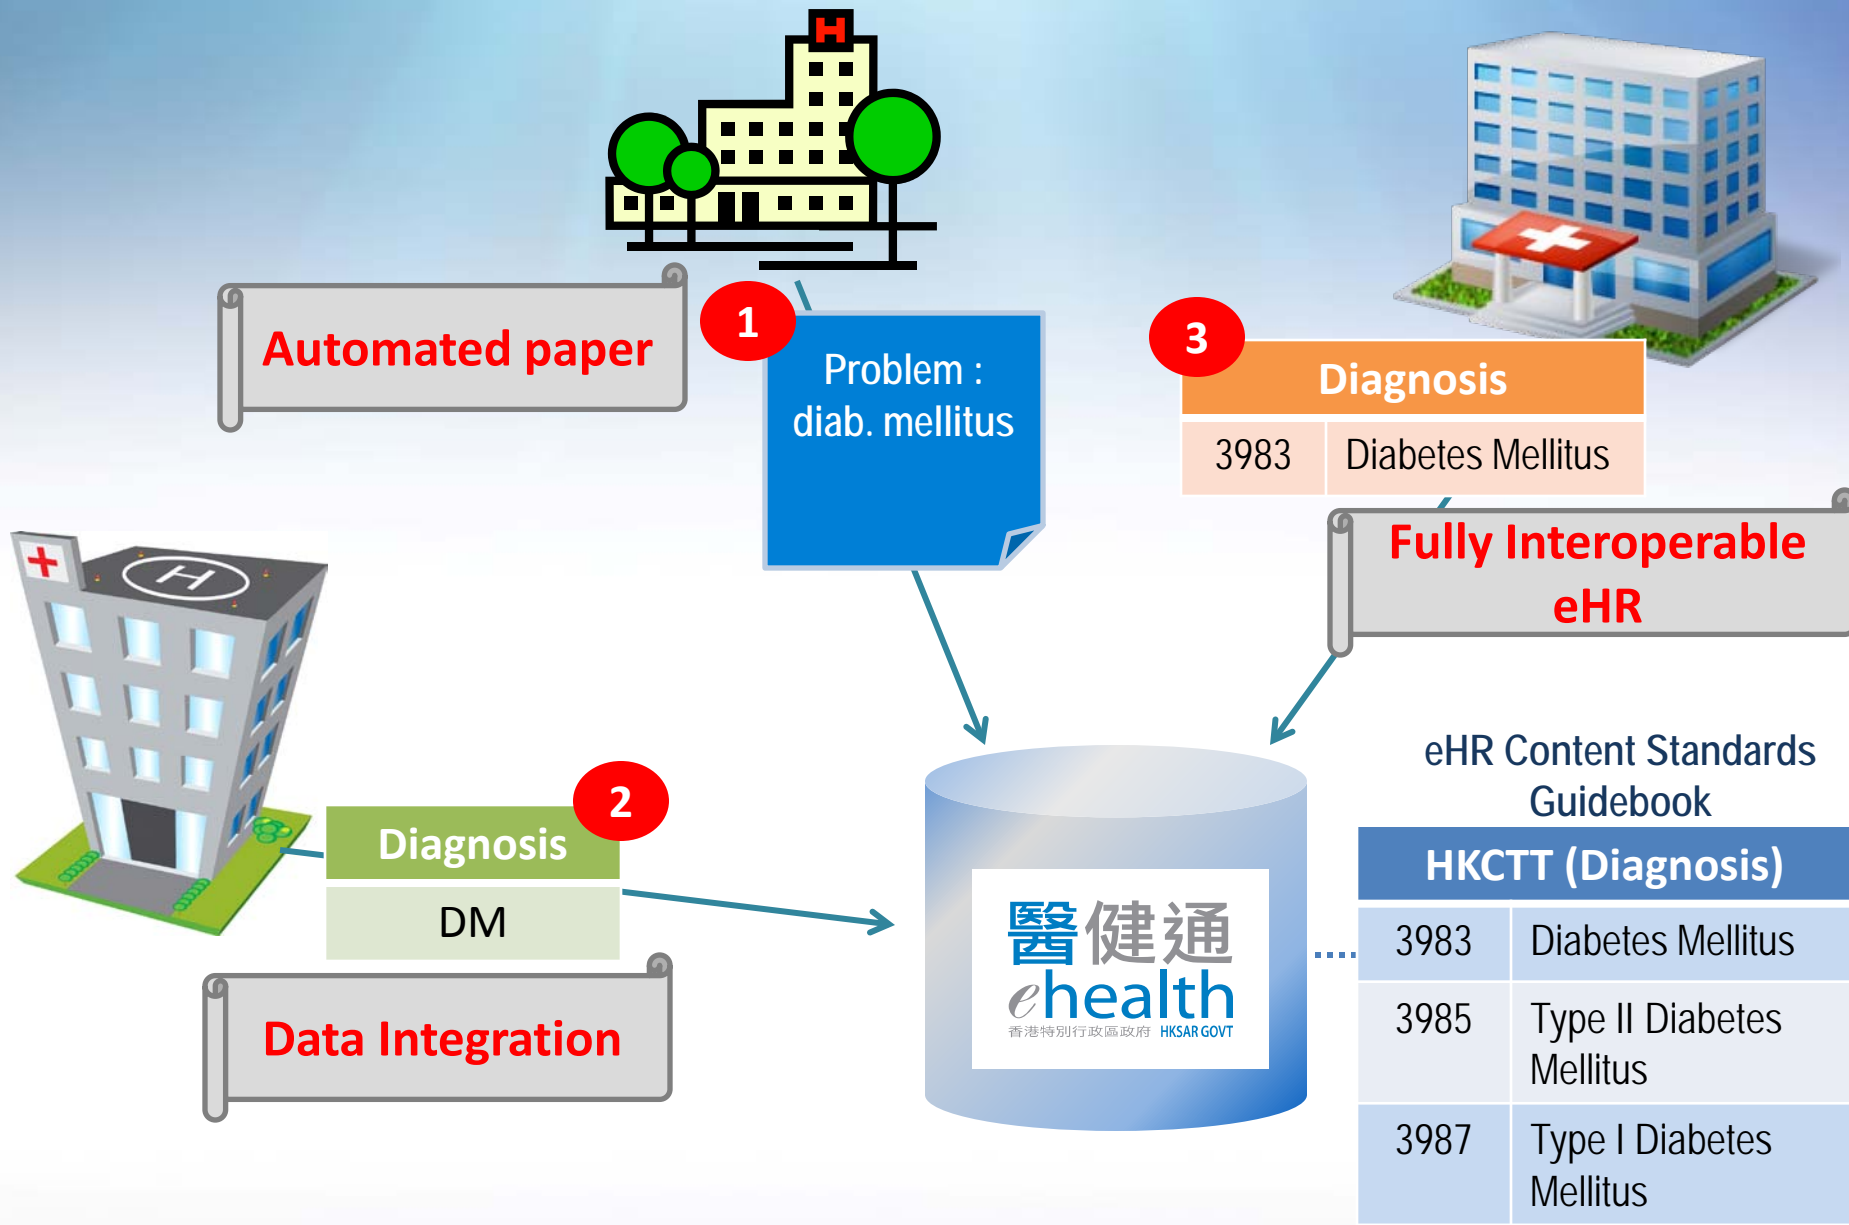 H
Automated paper
1
Problem :
diab. mellitus
3
Diagnosis
3983 Diabetes Mellitus
Fully Interoperable
eHR
H
2
Diagnosis
DM
Data Integration
醫健通
ehealth
香港特別行政區政府 HKSAR GOVT
eHR Content Standards
Guidebook
HKCTT (Diagnosis)
3983 Diabetes Mellitus
3985 Type II Diabetes
Mellitus
3987 Type I Diabetes
Mellitus